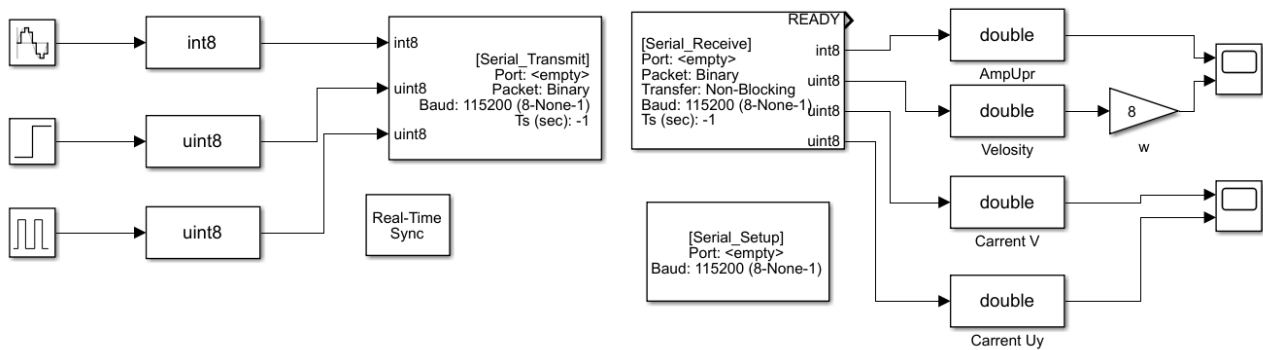 int8
uint8
uint8
int8
uint8
uint8
[Serial_Transmit]
Port: <empty>
Packet: Binary
Baud: 115200 (8-None-1)
Ts (sec): -1
Real-Time
Sync
READY
int8
uint8
uint8
uint8
[Serial_Receive]
Port: <empty>
Packet: Binary
Transfer: Non-Blocking
Baud: 115200 (8-None-1)
Ts (sec): -1
[Serial_Setup]
Port: <empty>
Baud: 115200 (8-None-1)
double
AmpUpr
double
Velosity
8
w
double
Carrent V
double
Carrent Uy